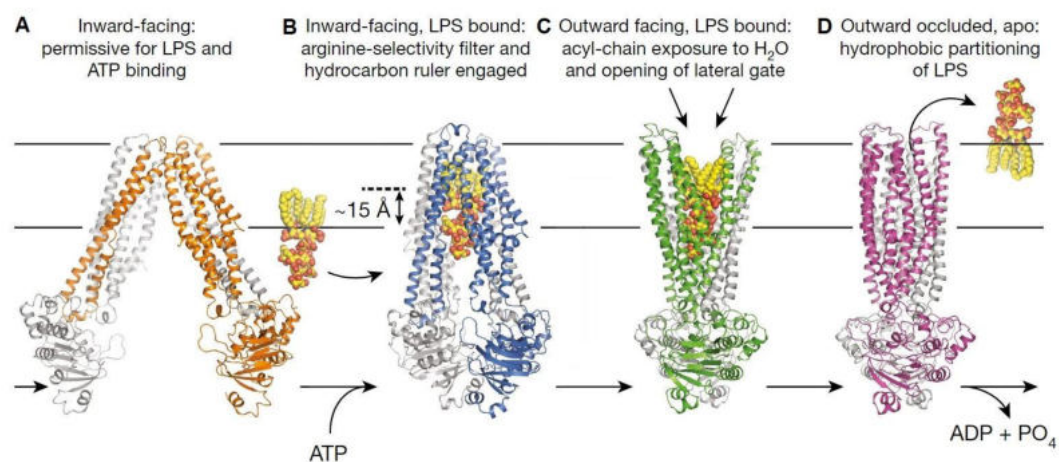 A Inward-facing:
permissive for LPS and
ATP binding
B Inward-facing, LPS bound:
arginine-selectivity filter and
hydrocarbon ruler engaged
C Outward facing, LPS bound:
acyl-chain exposure to H₂O
and opening of lateral gate
D Outward occluded, apo:
hydrophobic partitioning
of LPS
~15 Å
ATP
ADP + PO₄